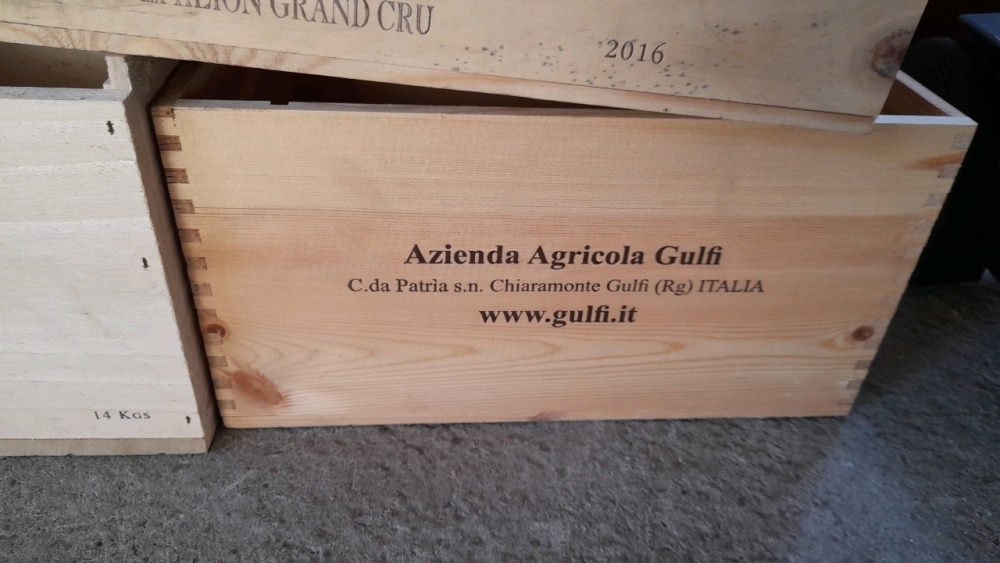 GRAND CRU
2016
Azienda Agricola Gulfi
C.da Patrìa s.n. Chiaramonte Gulfi (Rg) ITALIA
www.gulfi.it
14 KGS